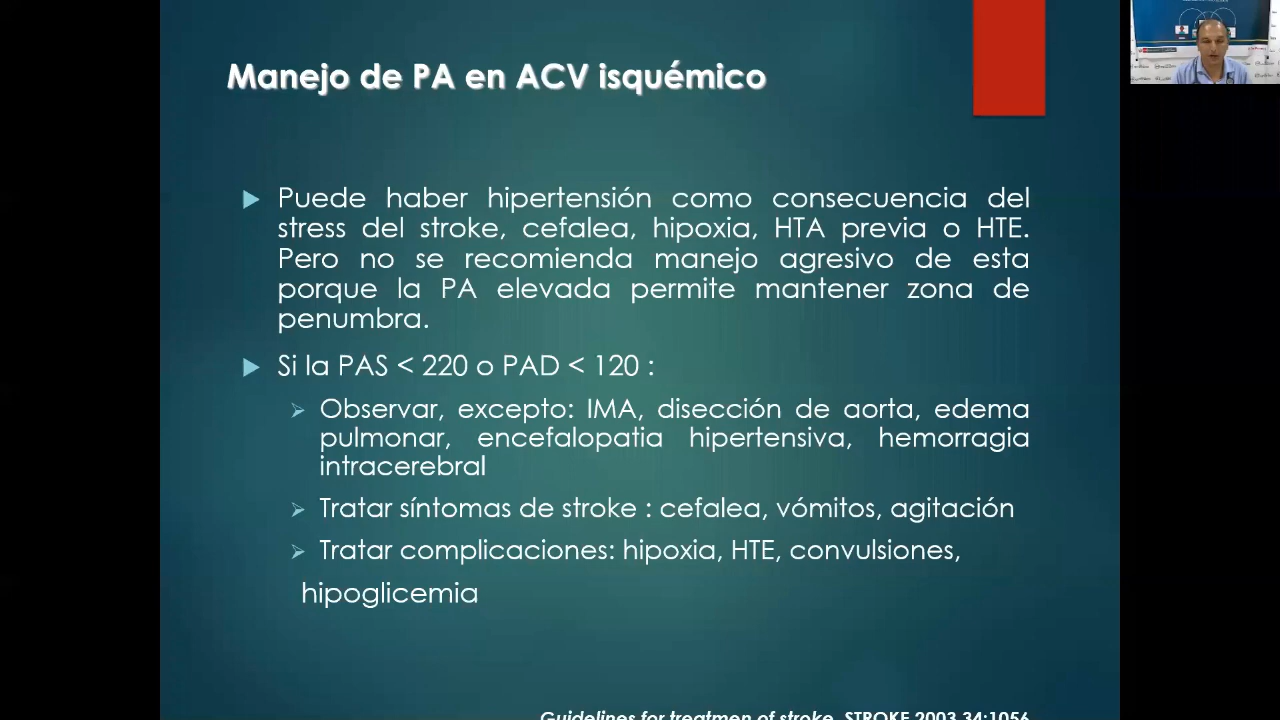 Manejo de PA en ACV isquémico
Puede haber hipertensión como consecuencia del
stress del stroke, cefalea, hipoxia, HTA previa o HTE.
Pero no se recomienda manejo agresivo de esta
porque la PA elevada permite mantener zona de
penumbra.
Si la PAS < 220 o PAD < 120 :
Observar, excepto: IMA, disección de aorta, edema
pulmonar, encefalopatia hipertensiva, hemorragia
intracerebral
Tratar síntomas de stroke : cefalea, vómitos, agitación
Tratar complicaciones: hipoxia, HTE, convulsiones,
hipoglicemia
Guidelines for treatmen of stroke. STROKE 2003.34:1056